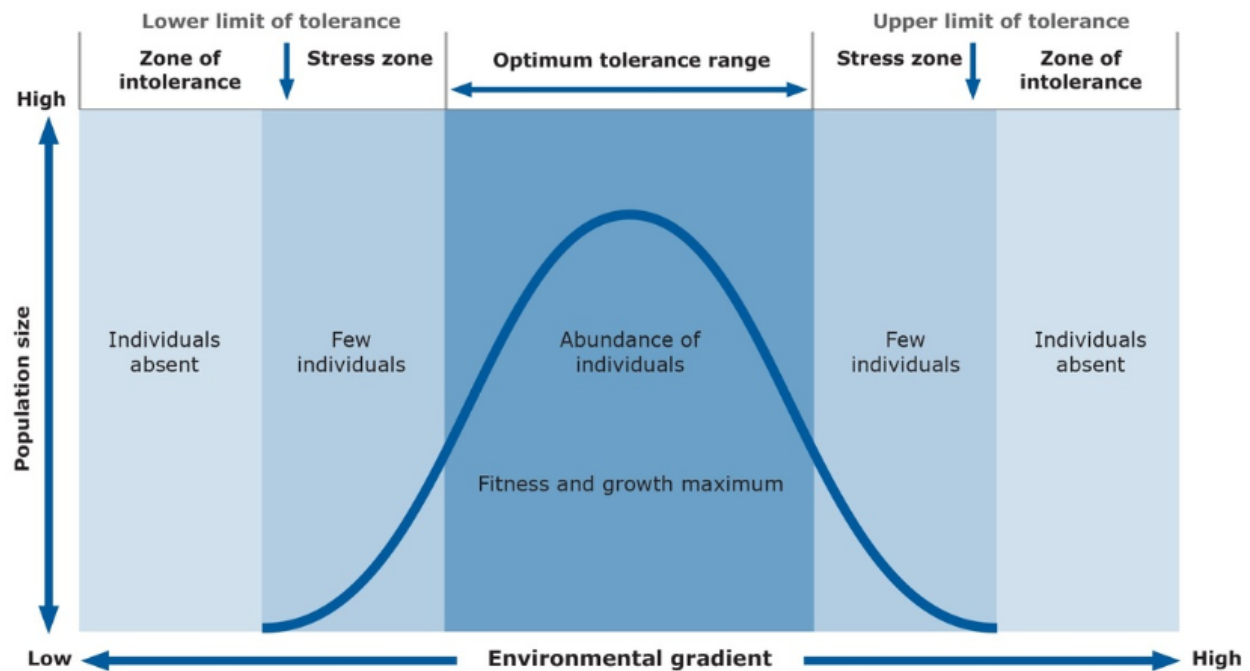 Lower limit of tolerance
Upper limit of tolerance
Zone of
intolerance
Stress zone
Optimum tolerance range
Stress zone
Zone of
intolerance
High
Population size
Individuals
absent
Few
individuals
Abundance of
individuals
Few
individuals
Individuals
absent
Fitness and growth maximum
Low
Environmental gradient
High